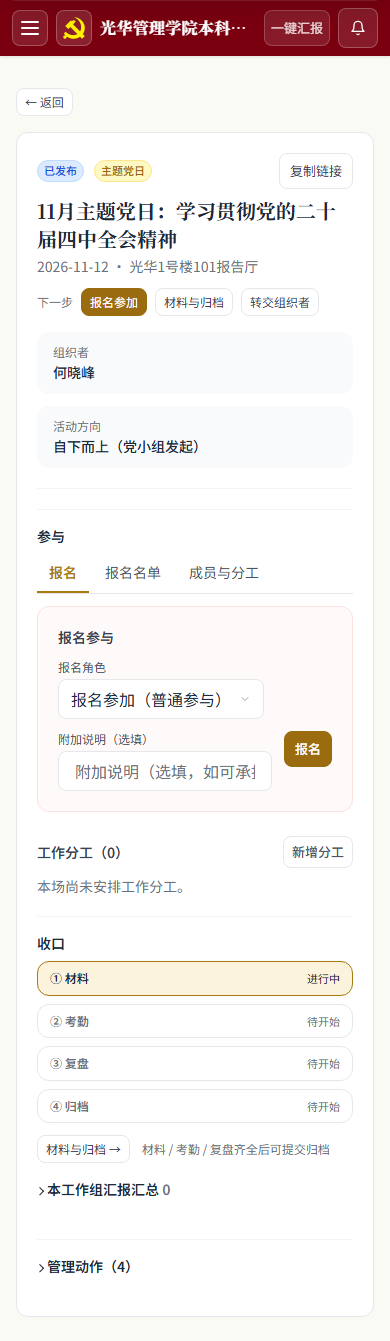 光华管理学院本科…
一键汇报
← 返回
已发布
主题党日
复制链接
11月主题党日：学习贯彻党的二十
届四中全会精神
2026-11-12 · 光华1号楼101报告厅
下一步
报名参加
材料与归档
转交组织者
组织者
何晓峰
活动方向
自下而上（党小组发起）
参与
报名
报名名单
成员与分工
报名参与
报名角色
报名参加（普通参与）
附加说明（选填）
附加说明（选填，如可承
报名
工作分工（0）
新增分工
本场尚未安排工作分工。
收口
① 材料
进行中
② 考勤
待开始
③ 复盘
待开始
④ 归档
待开始
材料与归档 →
材料 / 考勤 / 复盘齐全后可提交归档
本工作组汇报汇总 0
管理动作（4）